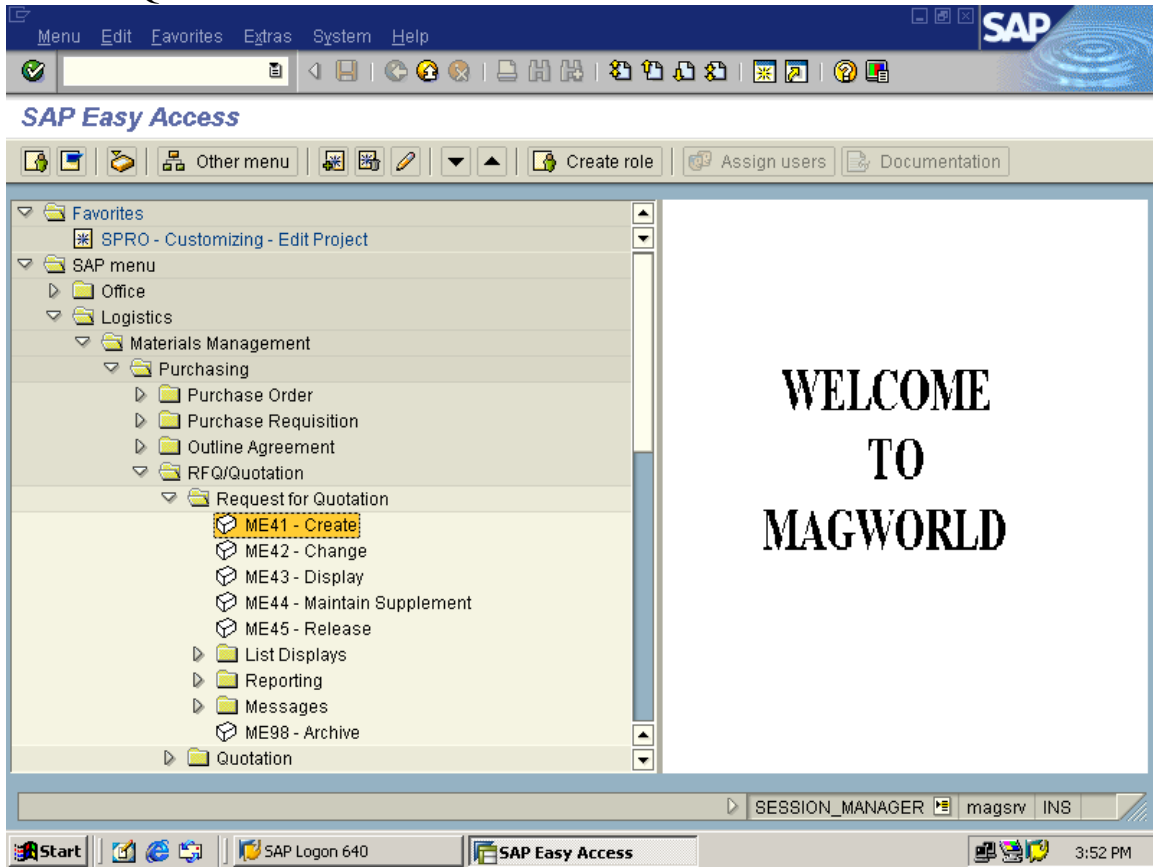 Menu Edit Favorites Extras System Help
SAP
SAP Easy Access
Other menu Create role Assign users Documentation
Favorites
SPRO - Customizing - Edit Project
SAP menu
Office
Logistics
Materials Management
Purchasing
Purchase Order
Purchase Requisition
Outline Agreement
RFQ/Quotation
Request for Quotation
ME41 - Create
ME42 - Change
ME43 - Display
ME44 - Maintain Supplement
ME45 - Release
List Displays
Reporting
Messages
ME98 - Archive
Quotation
WELCOME
TO
MAGWORLD
SESSION_MANAGER magsrv INS
Start SAP Logon 640 SAP Easy Access 3:52 PM